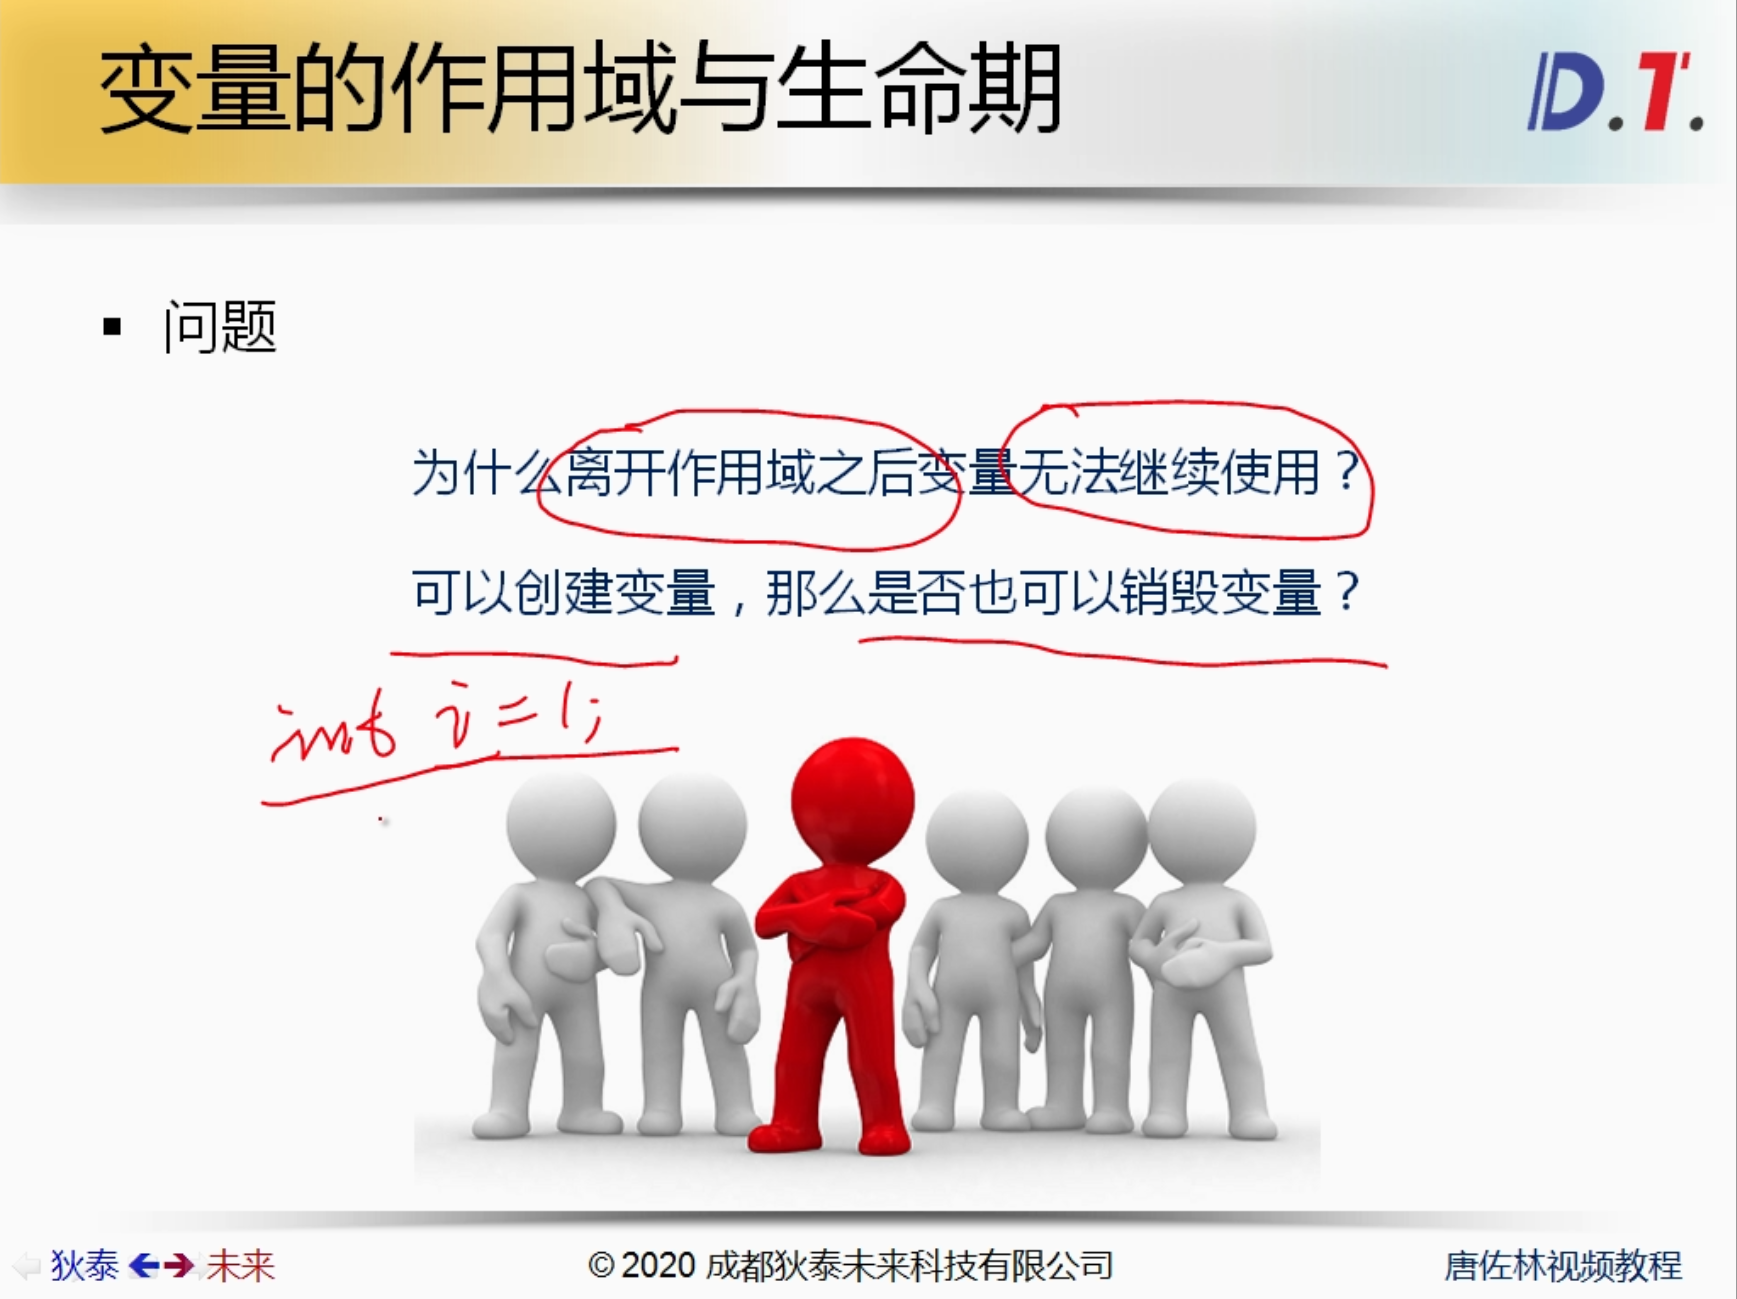 变量的作用域与生命期
D.T.
▪ 问题
为什么离开作用域之后变量无法继续使用？
可以创建变量，那么是否也可以销毁变量？
int i=1;
狄泰 未来
© 2020 成都狄泰未来科技有限公司
唐佐林视频教程